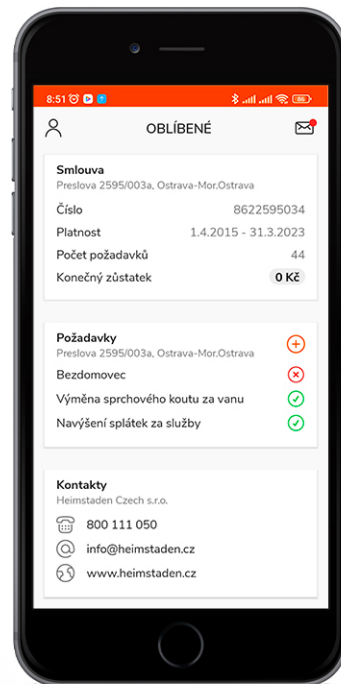 8:51
86
OBLÍBENÉ
Smlouva
Preslova 2595/003a, Ostrava-Mor.Ostrava
Číslo 8622595034
Platnost 1.4.2015 - 31.3.2023
Počet požadavků 44
Konečný zůstatek 0 Kč
Požadavky
Preslova 2595/003a, Ostrava-Mor.Ostrava
Bezdomovec
Výměna sprchového koutu za vanu
Navýšení splátek za služby
Kontakty
Heimstaden Czech s.r.o.
800 111 050
info@heimstaden.cz
www.heimstaden.cz